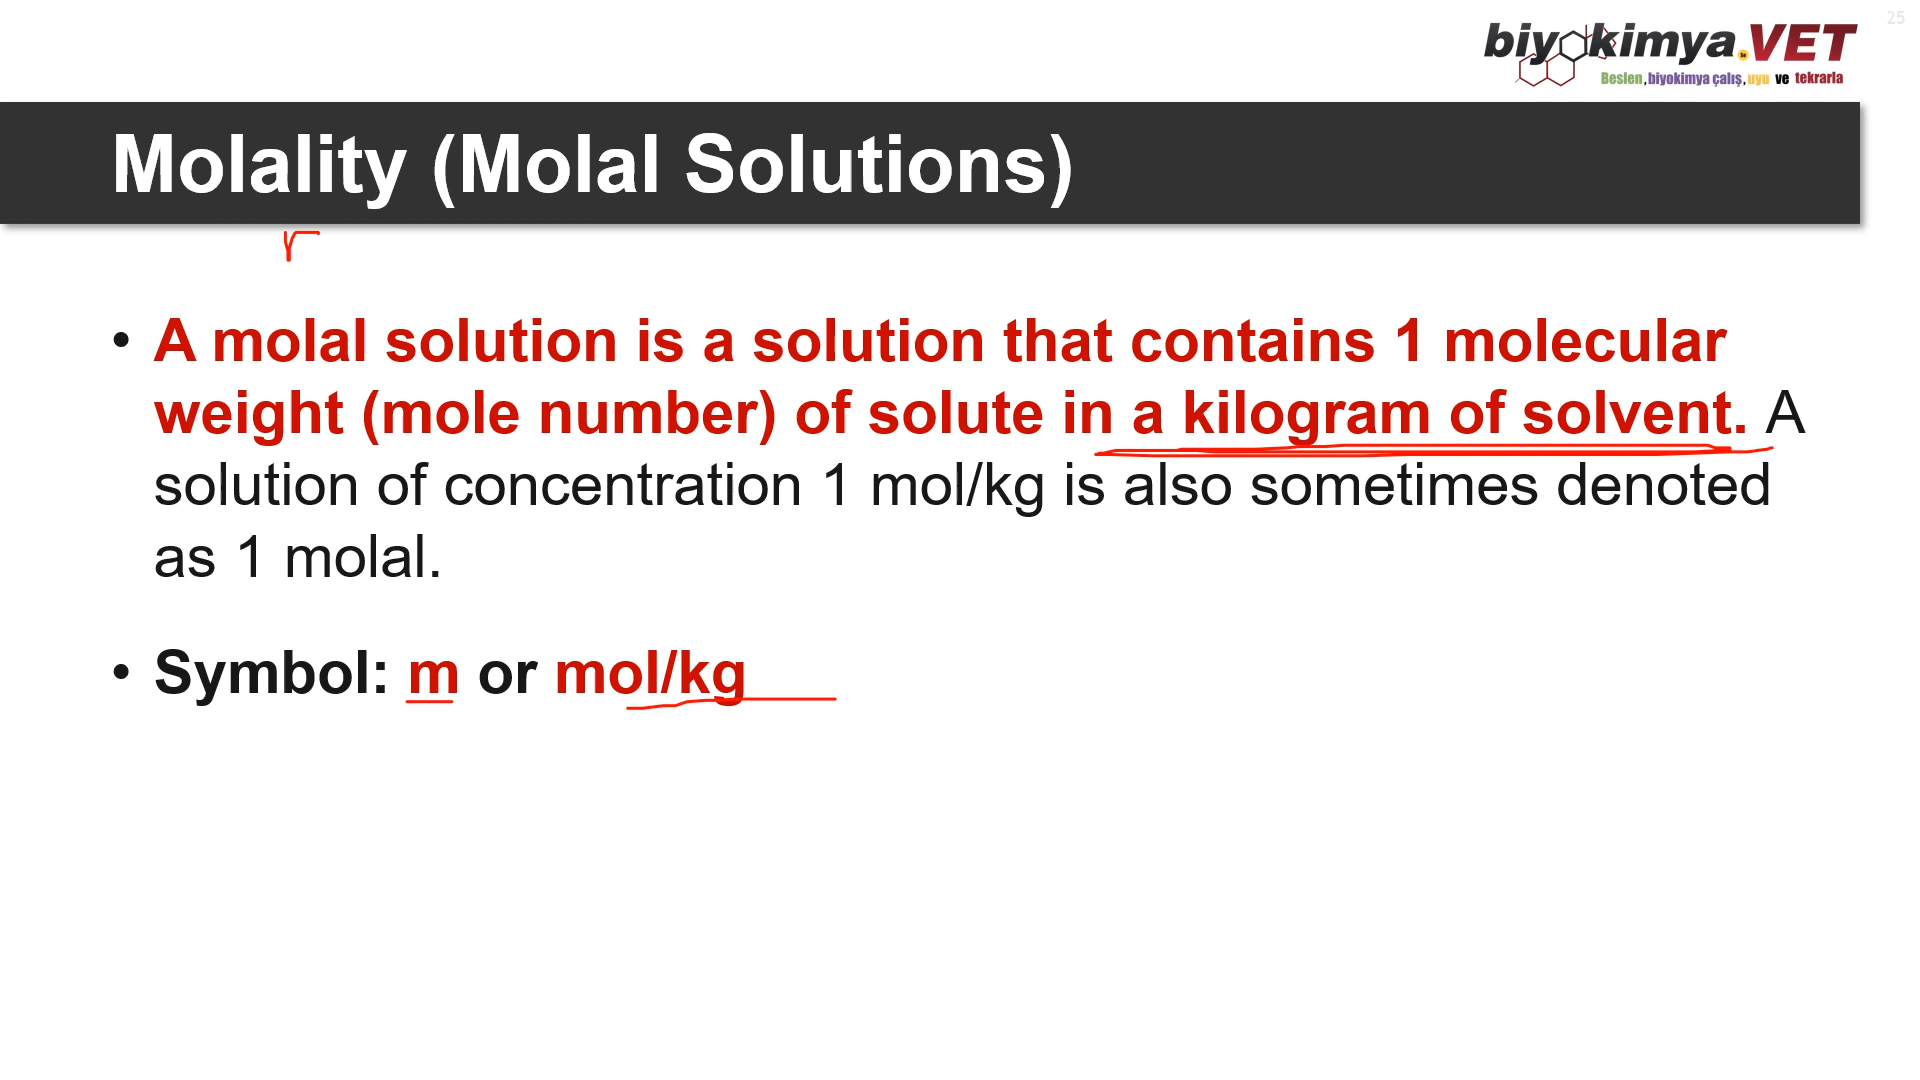 25
biyokimya.VET
Beslen, biyokimya çalış, uyu ve tekrarla
Molality (Molal Solutions)
r
• A molal solution is a solution that contains 1 molecular
weight (mole number) of solute in a kilogram of solvent. A
solution of concentration 1 mol/kg is also sometimes denoted
as 1 molal.
• Symbol: m or mol/kg